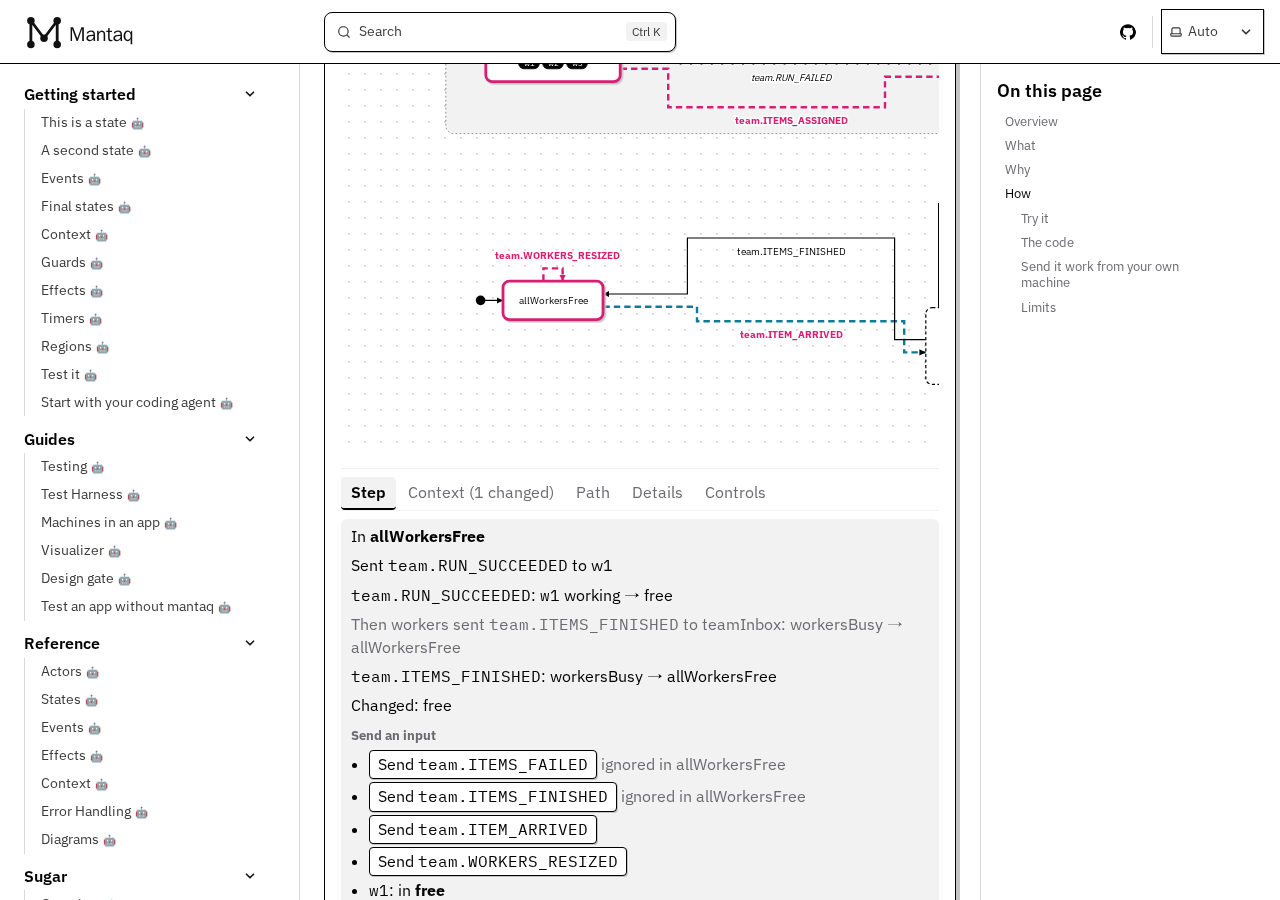 Mantaq
Search
Ctrl K
Auto
Getting started
This is a state 🤖
A second state 🤖
Events 🤖
Final states 🤖
Context 🤖
Guards 🤖
Effects 🤖
Timers 🤖
Regions 🤖
Test it 🤖
Start with your coding agent 🤖
Guides
Testing 🤖
Test Harness 🤖
Machines in an app 🤖
Visualizer 🤖
Design gate 🤖
Test an app without mantaq 🤖
Reference
Actors 🤖
States 🤖
Events 🤖
Effects 🤖
Context 🤖
Error Handling 🤖
Diagrams 🤖
Sugar
team.RUN_FAILED
team.ITEMS_ASSIGNED
team.WORKERS_RESIZED
team.ITEMS_FINISHED
allWorkersFree
team.ITEM_ARRIVED
Step
Context (1 changed)
Path
Details
Controls
In allWorkersFree
Sent team.RUN_SUCCEEDED to w1
team.RUN_SUCCEEDED: w1 working → free
Then workers sent team.ITEMS_FINISHED to teamInbox: workersBusy →
allWorkersFree
team.ITEMS_FINISHED: workersBusy → allWorkersFree
Changed: free
Send an input
• Send team.ITEMS_FAILED ignored in allWorkersFree
• Send team.ITEMS_FINISHED ignored in allWorkersFree
• Send team.ITEM_ARRIVED
• Send team.WORKERS_RESIZED
• w1: in free
On this page
Overview
What
Why
How
Try it
The code
Send it work from your own
machine
Limits